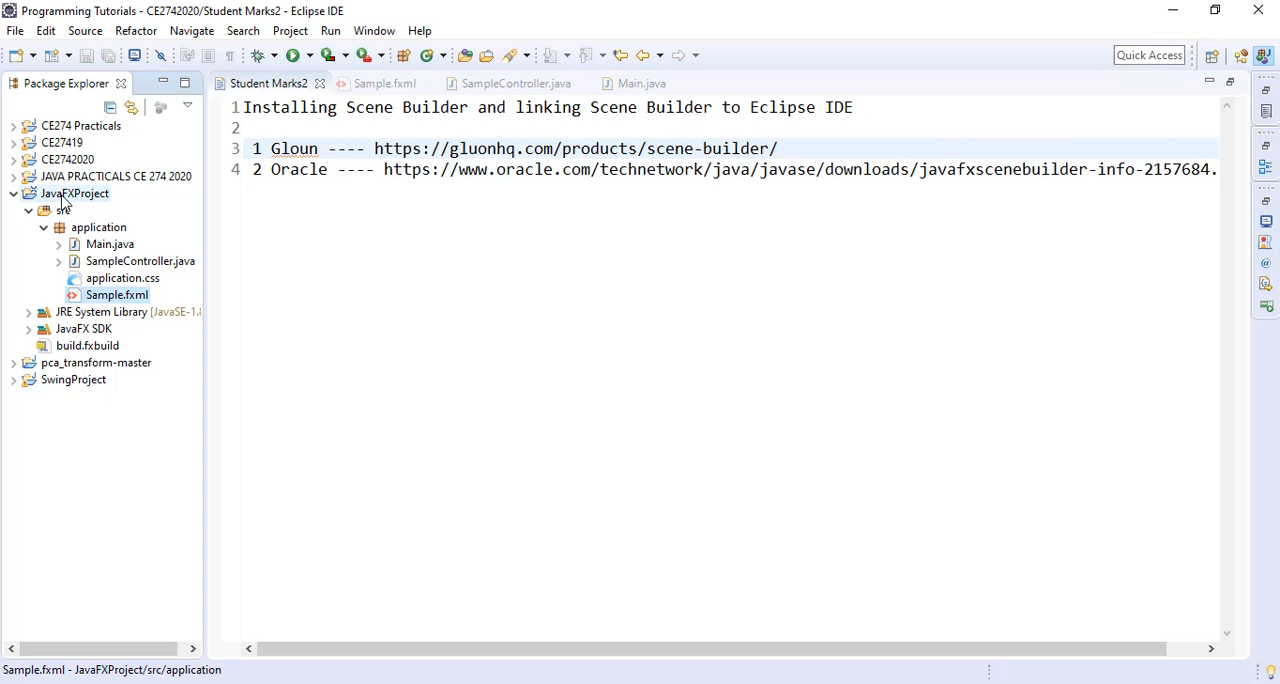 Programming Tutorials - CE2742020/Student Marks2 - Eclipse IDE
File Edit Source Refactor Navigate Search Project Run Window Help
Quick Access
Package Explorer
Student Marks2 Sample.fxml SampleController.java Main.java
CE274 Practicals
CE27419
CE2742020
JAVA PRACTICALS CE 274 2020
JavaFXProject
src
application
Main.java
SampleController.java
application.css
Sample.fxml
JRE System Library [JavaSE-1.8
JavaFX SDK
build.fxbuild
pca_transform-master
SwingProject
1 Installing Scene Builder and linking Scene Builder to Eclipse IDE
2
3 1 Gloun ---- https://gluonhq.com/products/scene-builder/
4 2 Oracle ---- https://www.oracle.com/technetwork/java/javase/downloads/javafxscenebuilder-info-2157684.
Sample.fxml - JavaFXProject/src/application